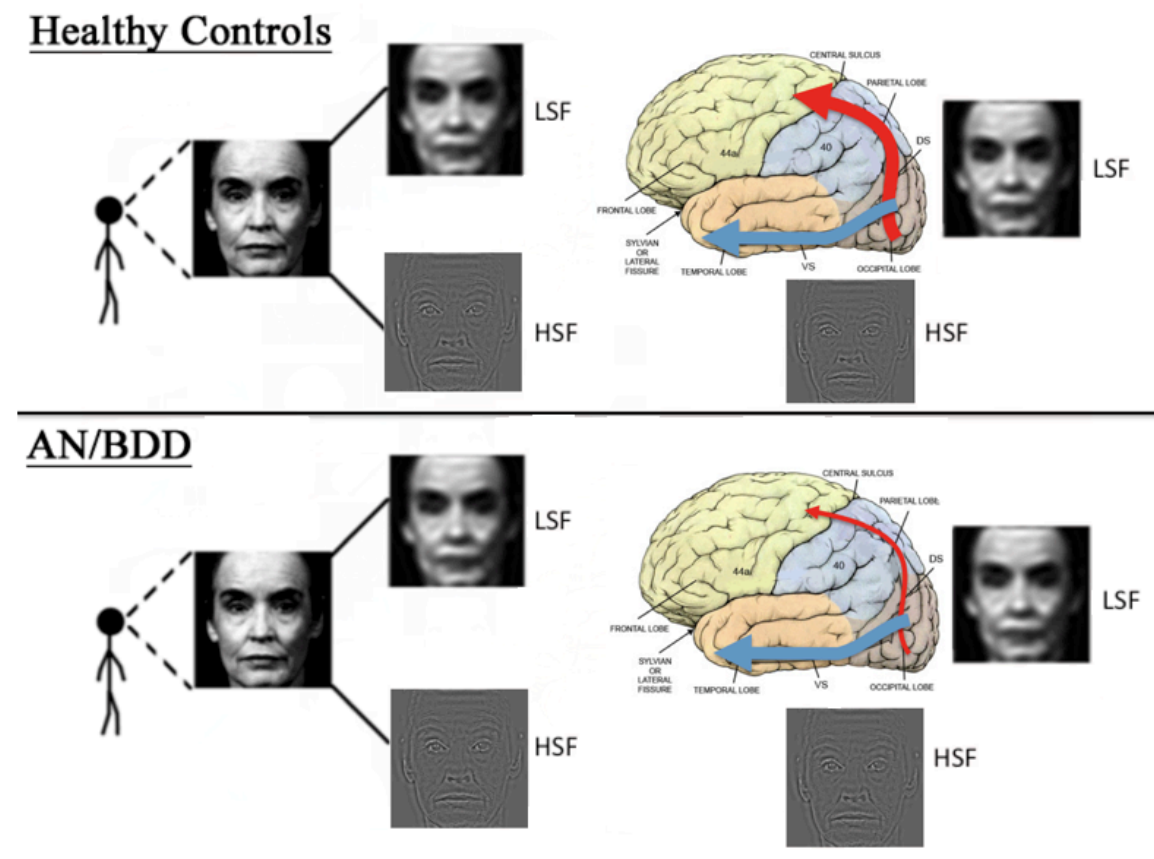 Healthy Controls
LSF
HSF
CENTRAL SULCUS
PARIETAL LOBE
DS
44a
40
FRONTAL LOBE
SYLVIAN
OR
LATERAL
FISSURE
TEMPORAL LOBE
VS
OCCIPITAL LOBE
LSF
HSF
AN/BDD
LSF
HSF
CENTRAL SULCUS
PARIETAL LOBE
DS
44a
40
FRONTAL LOBE
SYLVIAN
OR
LATERAL
FISSURE
TEMPORAL LOBE
VS
OCCIPITAL LOBE
LSF
HSF